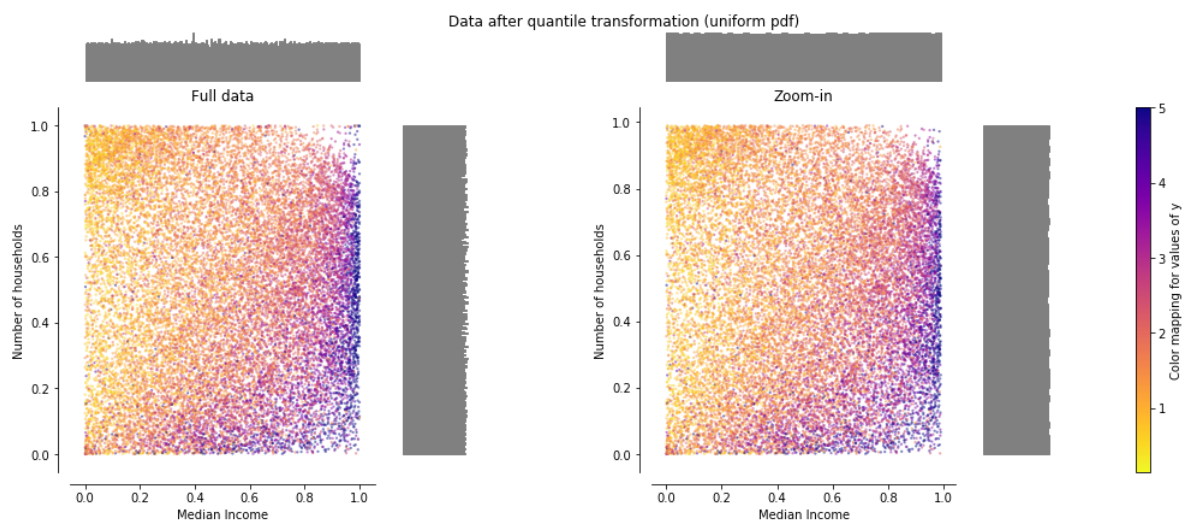 Data after quantile transformation (uniform pdf)
Full data
Zoom-in
1.0
0.8
0.6
0.4
0.2
0.0
Number of households
0.0 0.2 0.4 0.6 0.8 1.0
Median Income
1.0
0.8
0.6
0.4
0.2
0.0
Number of households
0.0 0.2 0.4 0.6 0.8 1.0
Median Income
5
4
3
2
1
Color mapping for values of y